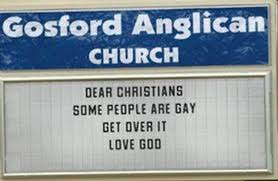 Gosford Anglican
CHURCH
DEAR CHRISTIANS
SOME PEOPLE ARE GAY
GET OVER IT
LOVE GOD